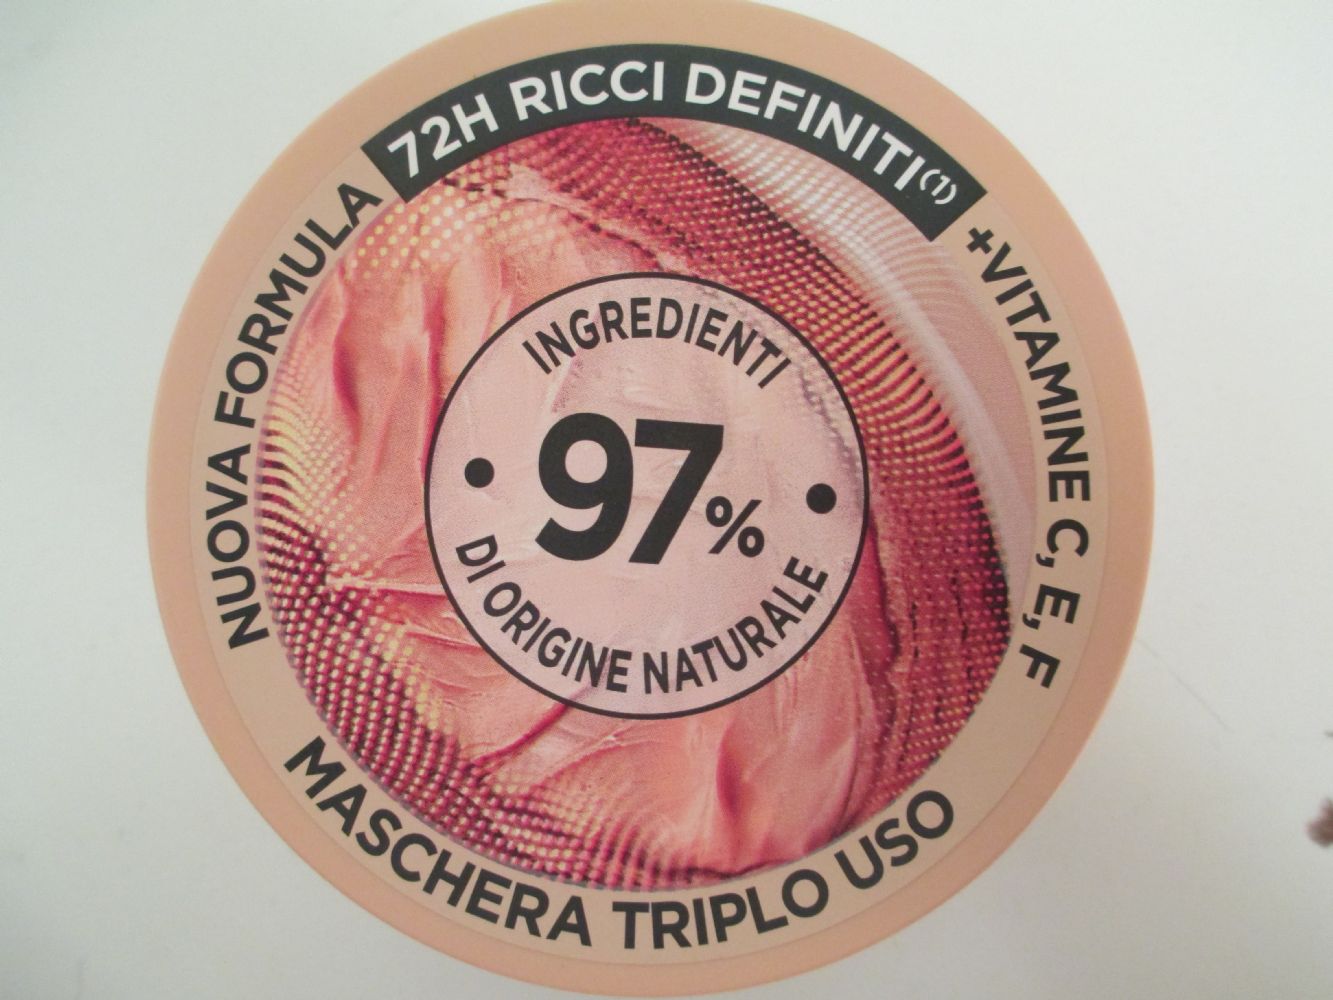 72H RICCI DEFINITI(1)
NUOVA FORMULA
+VITAMINE C, E, F
INGREDIENTI
97%
DI ORIGINE NATURALE
MASCHERA TRIPLO USO